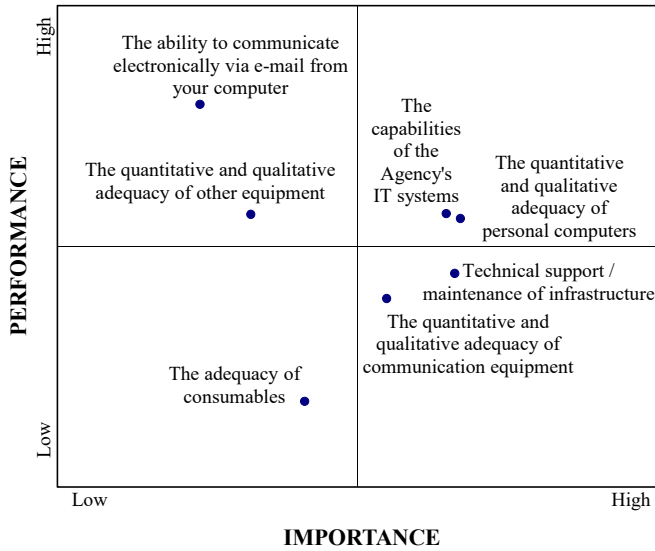 High
The ability to communicate
electronically via e-mail from
your computer
The
capabilities
of the
Agency's
IT systems
The quantitative and qualitative
adequacy of other equipment
The quantitative
and qualitative
adequacy of
personal computers
PERFORMANCE
Technical support /
maintenance of infrastructure
The quantitative and
qualitative adequacy of
communication equipment
The adequacy of
consumables
Low
Low
High
IMPORTANCE